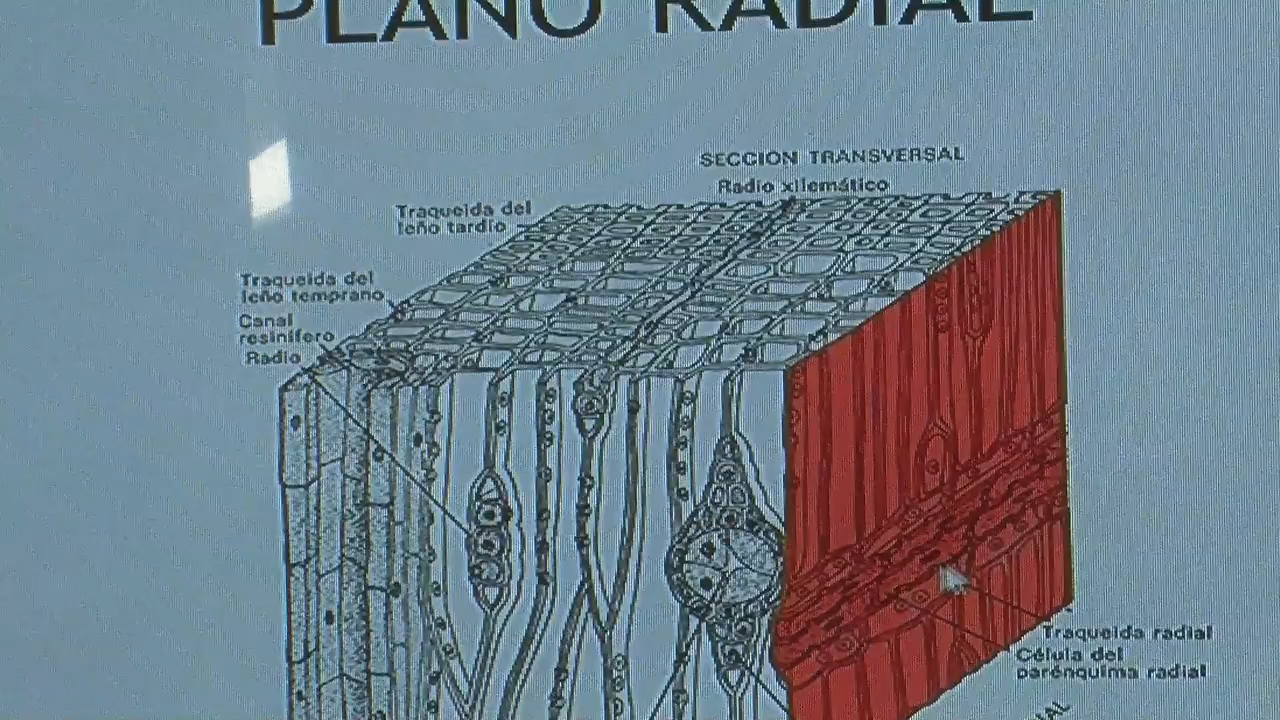 PLANO RADIAL
SECCION TRANSVERSAL
Radio xilemático
Traqueida del
leño tardío
Traqueida del
leño temprano
Canal
resinífero
Radio
Traqueida radial
Célula del
parénquima radial